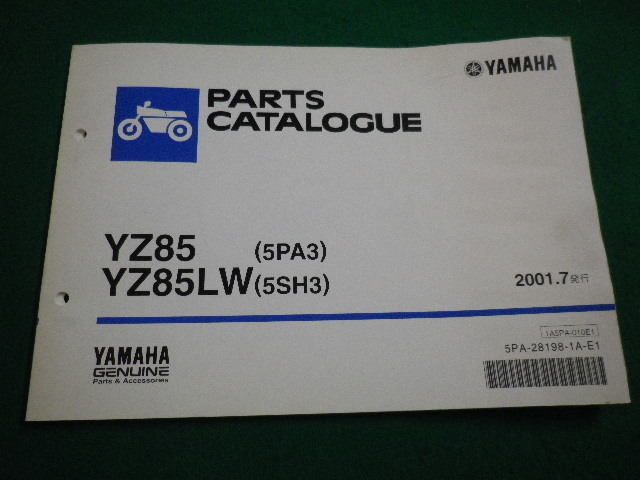 YAMAHA
PARTS
CATALOGUE
YZ85 (5PA3)
YZ85LW (5SH3)
2001.7発行
1A5PA-010E1
5PA-28198-1A-E1
YAMAHA
GENUINE
Parts & Accessories